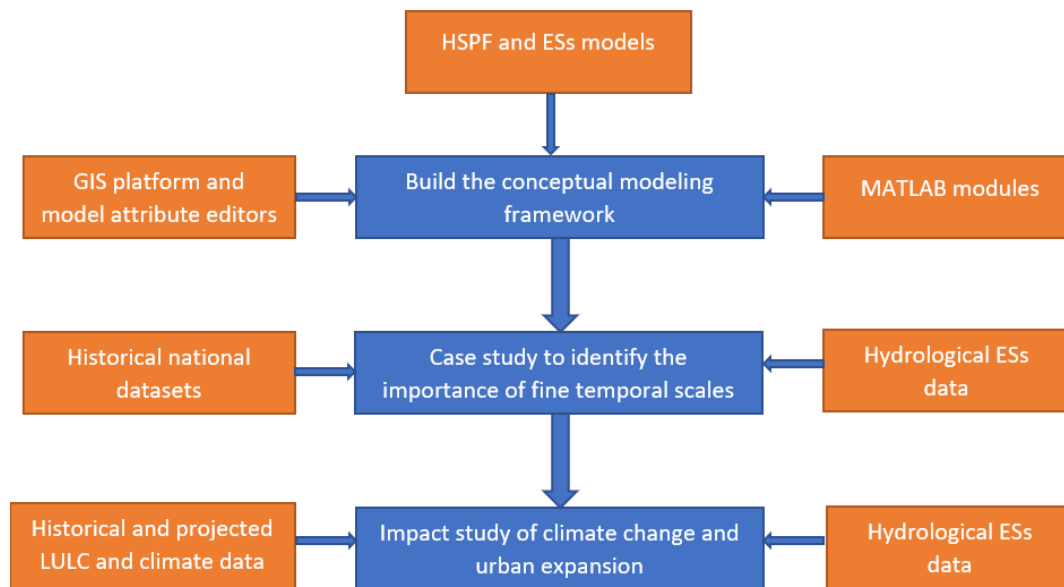 HSPF and ESs models
GIS platform and
model attribute editors
Build the conceptual modeling
framework
MATLAB modules
Historical national
datasets
Case study to identify the
importance of fine temporal scales
Hydrological ESs
data
Historical and projected
LULC and climate data
Impact study of climate change and
urban expansion
Hydrological ESs
data